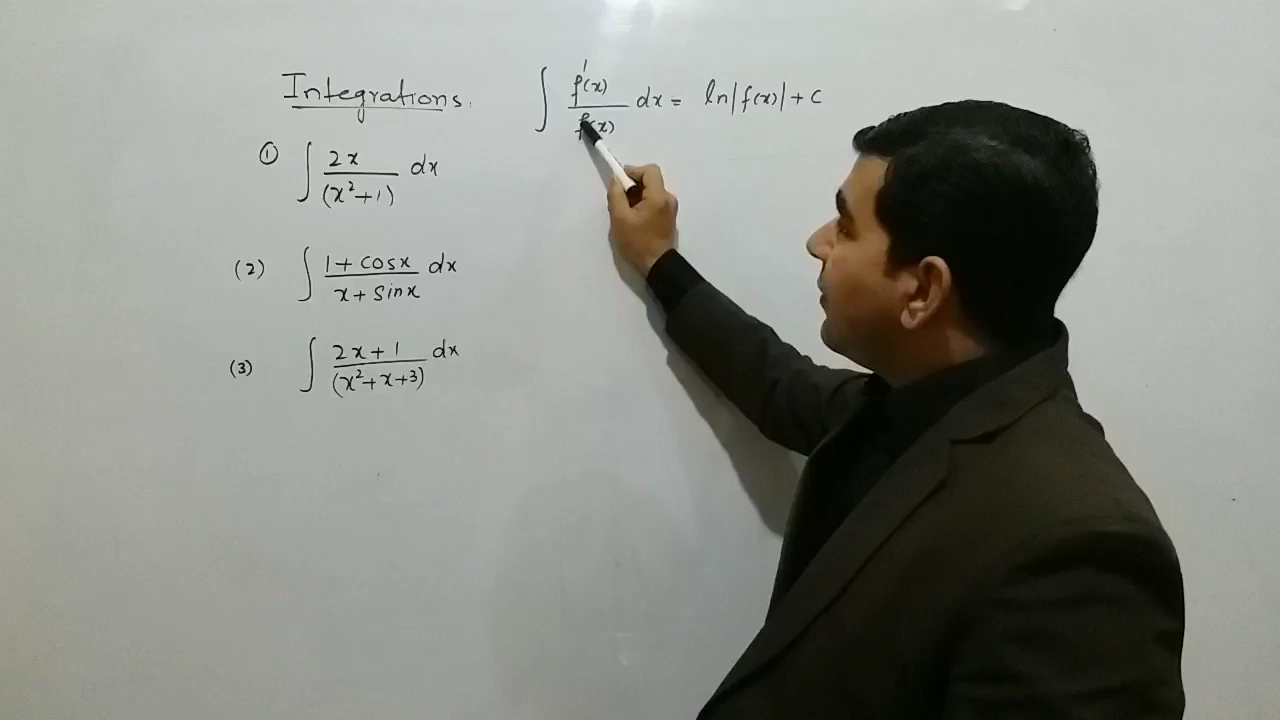 Integrations.
∫ f'(x)/f(x) dx = ln|f(x)| + c
① ∫ 2x/(x²+1) dx
(2) ∫ 1+cosx/x+sinx dx
(3) ∫ 2x+1/(x²+x+3) dx